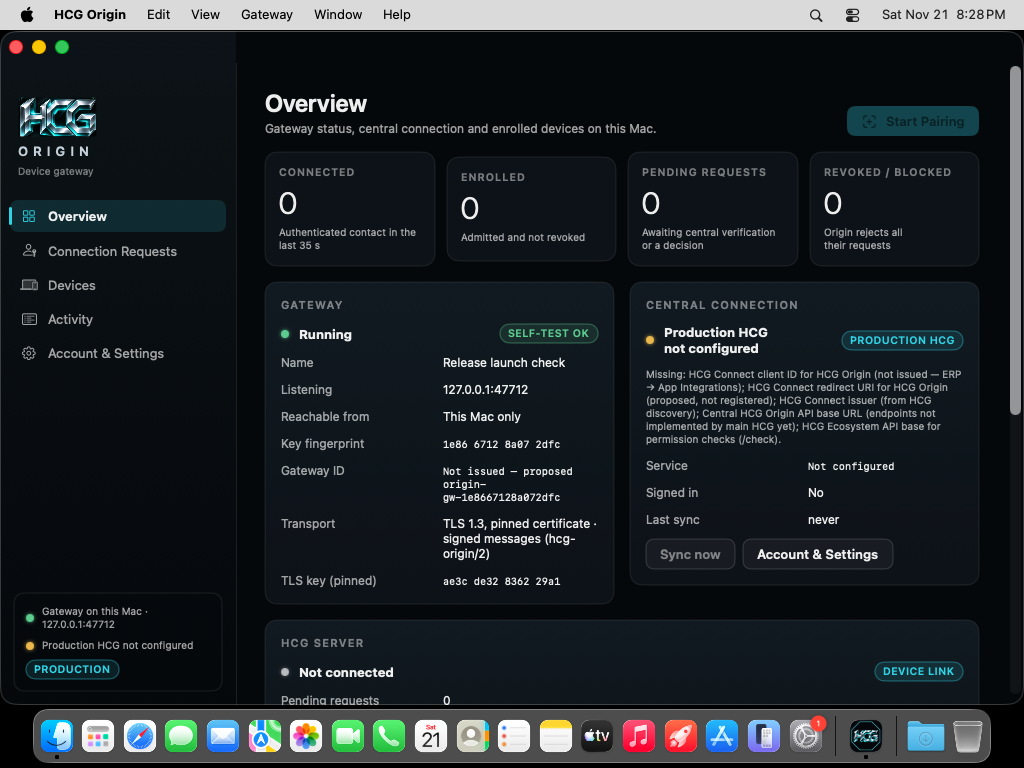 HCG Origin Edit View Gateway Window Help Sat Nov 21 8:28 PM
HCG
ORIGIN
Device gateway
Overview
Connection Requests
Devices
Activity
Account & Settings
Gateway on this Mac ·
127.0.0.1:47712
Production HCG not configured
PRODUCTION
Overview
Gateway status, central connection and enrolled devices on this Mac.
Start Pairing
CONNECTED
0
Authenticated contact in the
last 35 s
ENROLLED
0
Admitted and not revoked
PENDING REQUESTS
0
Awaiting central verification
or a decision
REVOKED / BLOCKED
0
Origin rejects all
their requests
GATEWAY
Running SELF-TEST OK
Name Release launch check
Listening 127.0.0.1:47712
Reachable from This Mac only
Key fingerprint 1e86 6712 8a07 2dfc
Gateway ID Not issued — proposed
origin-
gw-1e8667128a072dfc
Transport TLS 1.3, pinned certificate ·
signed messages (hcg-
origin/2)
TLS key (pinned) ae3c de32 8362 29a1
CENTRAL CONNECTION
Production HCG
not configured
PRODUCTION HCG
Missing: HCG Connect client ID for HCG Origin (not issued — ERP
→ App Integrations); HCG Connect redirect URI for HCG Origin
(proposed, not registered); HCG Connect issuer (from HCG
discovery); Central HCG Origin API base URL (endpoints not
implemented by main HCG yet); HCG Ecosystem API base for
permission checks (/check).
Service Not configured
Signed in No
Last sync never
Sync now Account & Settings
HCG SERVER
Not connected DEVICE LINK
Pending requests 0
Sat
21
tv
1
HCG